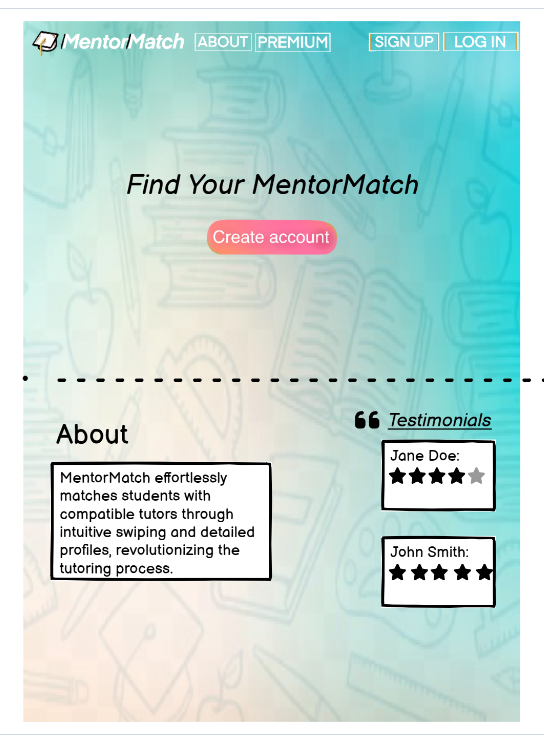 MentorMatch ABOUT PREMIUM SIGN UP LOG IN
Find Your MentorMatch
Create account
About
MentorMatch effortlessly
matches students with
compatible tutors through
intuitive swiping and detailed
profiles, revolutionizing the
tutoring process.
❝ Testimonials
Jane Doe:
John Smith: